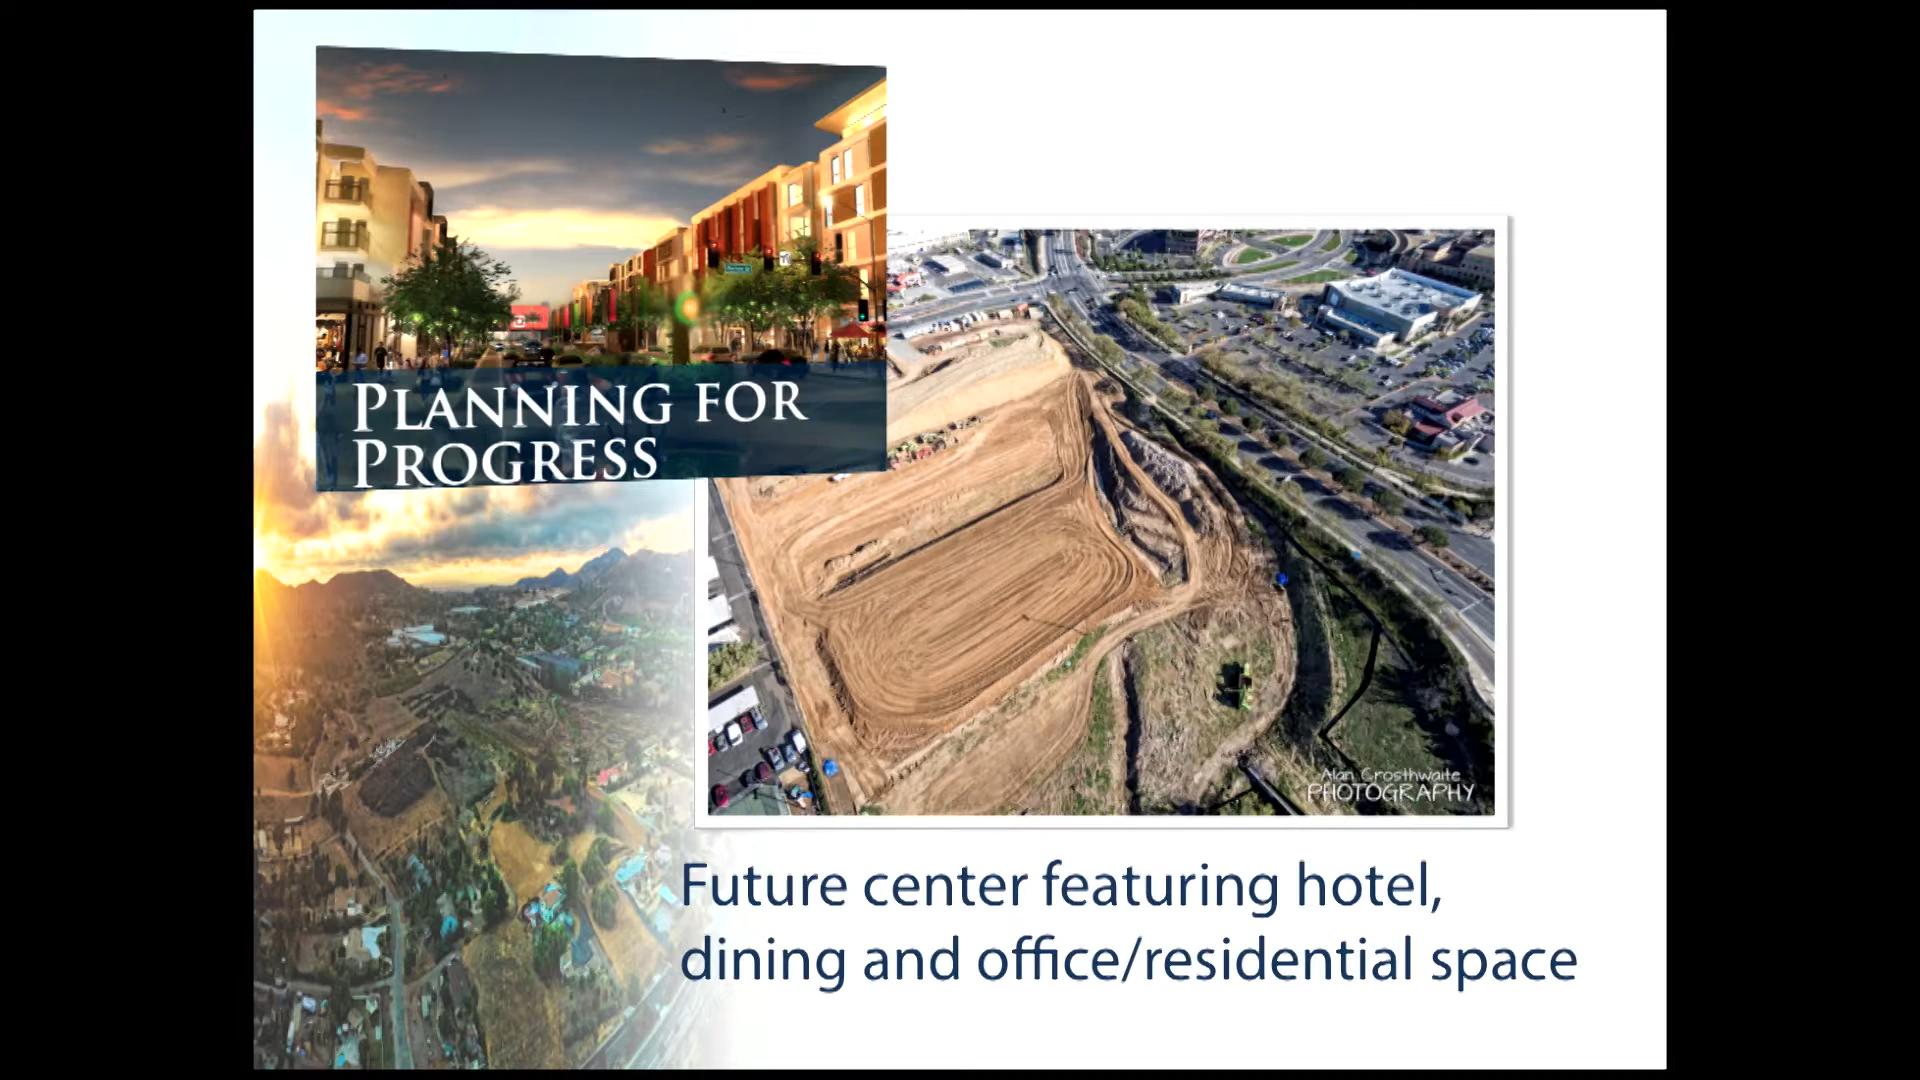 PLANNING FOR
PROGRESS
Alan Crosthwaite
PHOTOGRAPHY
Future center featuring hotel,
dining and office/residential space